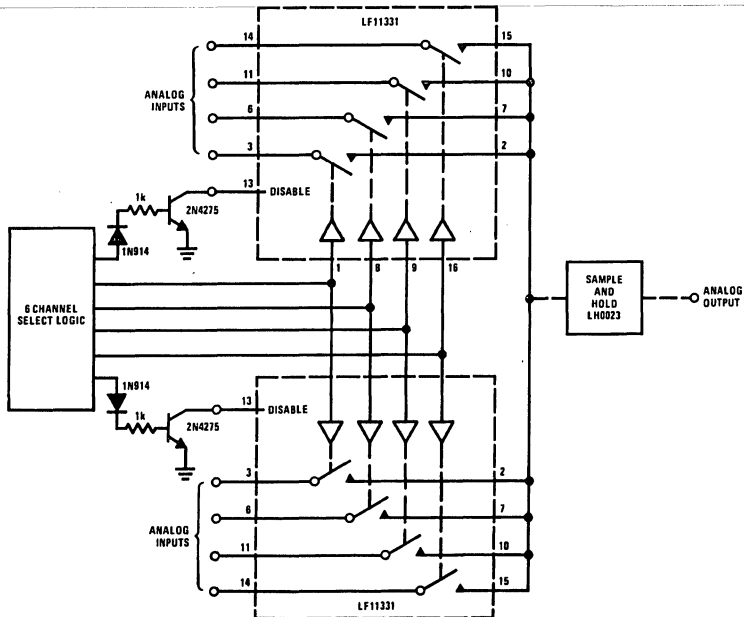 LF11331
14
15
11
10
ANALOG
INPUTS
6
7
3
2
13
DISABLE
1k
2N4275
1N914
1
8
9
16
6 CHANNEL
SELECT LOGIC
SAMPLE
AND
HOLD
LH0023
ANALOG
OUTPUT
1N914
13
DISABLE
1k
2N4275
3
2
6
7
ANALOG
INPUTS
11
10
14
15
LF11331